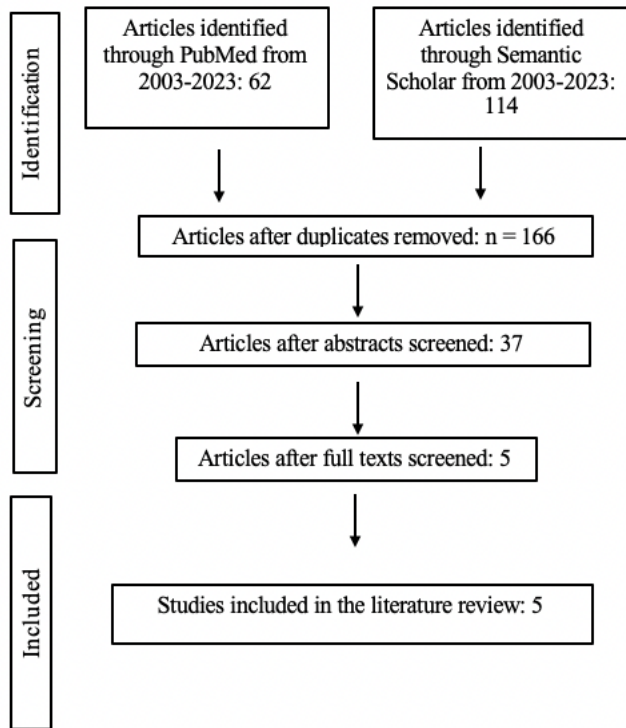 Identification
Articles identified
through PubMed from
2003-2023: 62
Articles identified
through Semantic
Scholar from 2003-2023:
114
Articles after duplicates removed: n = 166
Screening
Articles after abstracts screened: 37
Articles after full texts screened: 5
Included
Studies included in the literature review: 5